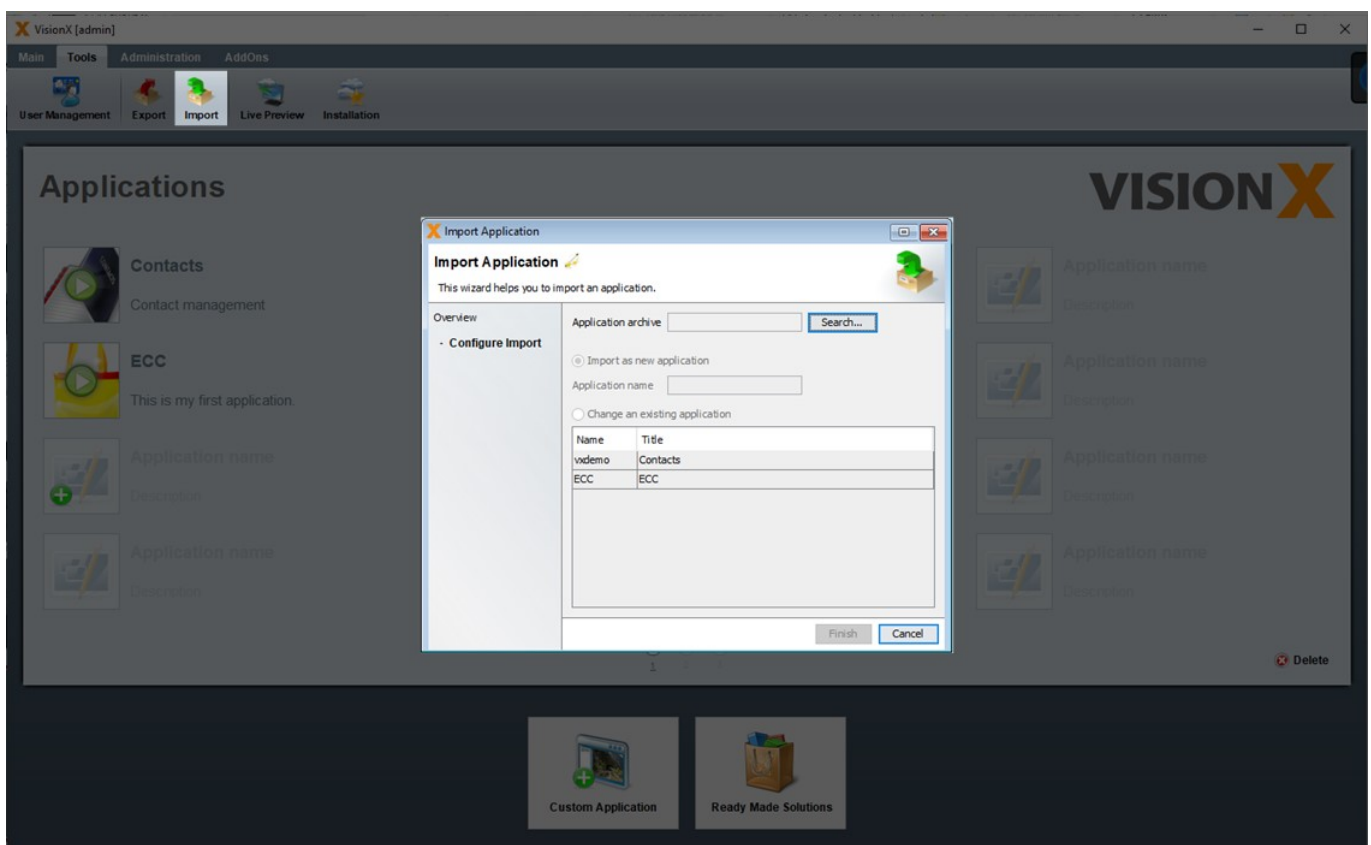 VisionX [admin]
Main Tools Administration AddOns
User Management Export Import Live Preview Installation
Applications
VISIONX
Contacts
Contact management
ECC
This is my first application.
Application name
Description
Application name
Description
Import Application
Import Application
This wizard helps you to import an application.
Overview
- Configure Import
Application archive Search...
Import as new application
Application name
Change an existing application
Name Title
vxdemo Contacts
ECC ECC
Finish Cancel
Application name
Description
Application name
Description
Application name
Description
Application name
Description
1
Delete
Custom Application
Ready Made Solutions